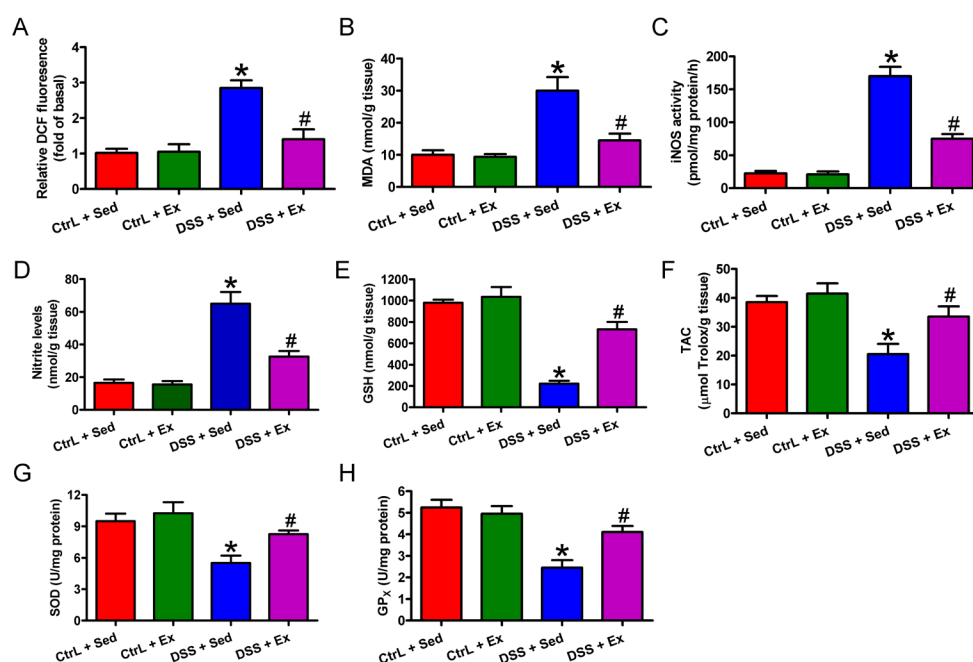 A
Relative DCF fluoresence
(fold of basal)
4
3
2
1
0
*
#
CtrL + Sed
CtrL + Ex
DSS + Sed
DSS + Ex
B
MDA (nmol/g tissue)
40
30
20
10
0
*
#
CtrL + Sed
CtrL + Ex
DSS + Sed
DSS + Ex
C
iNOS activity
(pmol/mg protein/h)
200
150
100
50
0
*
#
CtrL + Sed
CtrL + Ex
DSS + Sed
DSS + Ex
D
Nitrite levels
(nmol/g tissue)
80
60
40
20
0
*
#
CtrL + Sed
CtrL + Ex
DSS + Sed
DSS + Ex
E
GSH (nmol/g tissue)
1200
1000
800
600
400
200
0
*
#
CtrL + Sed
CtrL + Ex
DSS + Sed
DSS + Ex
F
TAC
(μmol Trolox/g tissue)
50
40
30
20
10
0
*
#
CtrL + Sed
CtrL + Ex
DSS + Sed
DSS + Ex
G
SOD (U/mg protein)
12
9
6
3
0
*
#
CtrL + Sed
CtrL + Ex
DSS + Sed
DSS + Ex
H
GPX (U/mg protein)
6
5
4
3
2
1
0
*
#
CtrL + Sed
CtrL + Ex
DSS + Sed
DSS + Ex